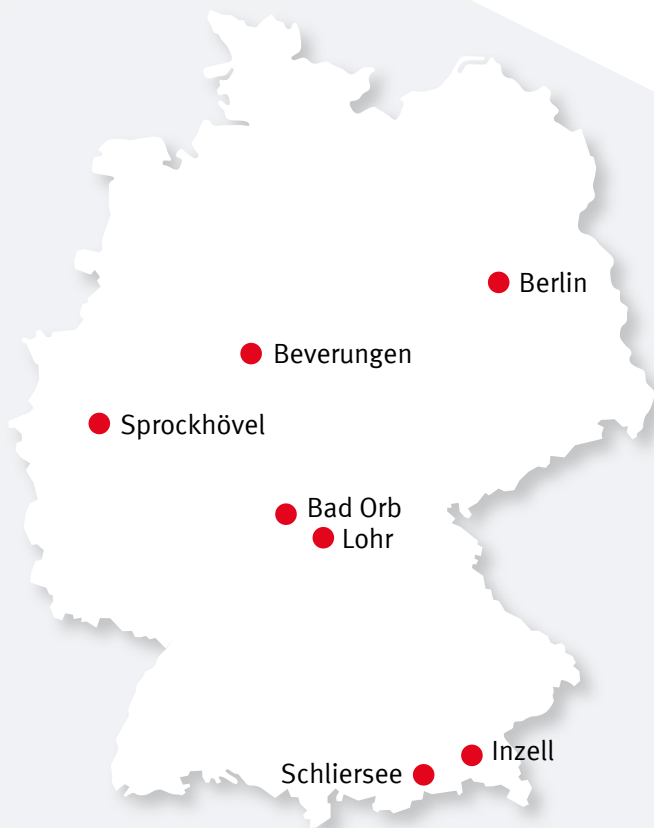 Berlin
Beverungen
Sprockhövel
Bad Orb
Lohr
Inzell
Schliersee